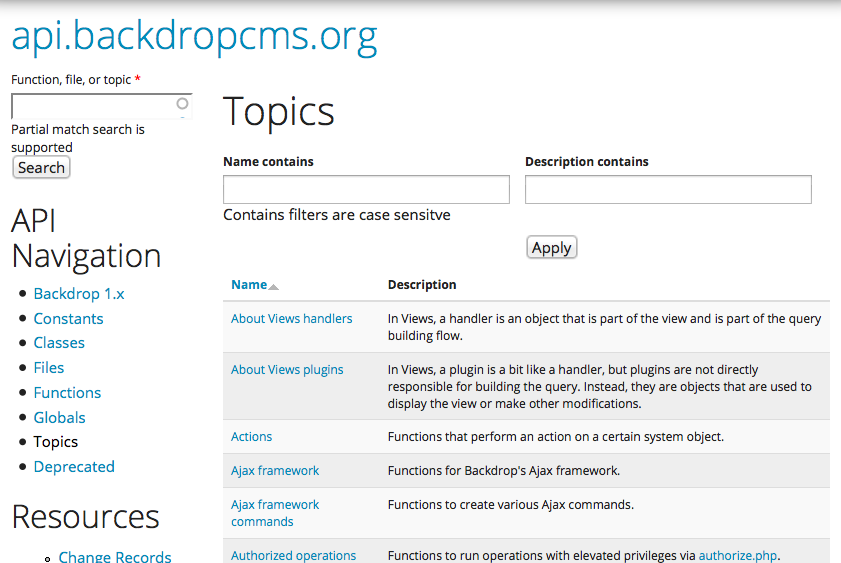 api.backdropcms.org
Function, file, or topic *
Partial match search is
supported
Search
API
Navigation
Backdrop 1.x
Constants
Classes
Files
Functions
Globals
Topics
Deprecated
Resources
Change Records
Topics
Name contains
Description contains
Contains filters are case sensitve
Apply
Name
Description
About Views handlers
In Views, a handler is an object that is part of the view and is part of the query
building flow.
About Views plugins
In Views, a plugin is a bit like a handler, but plugins are not directly
responsible for building the query. Instead, they are objects that are used to
display the view or make other modifications.
Actions
Functions that perform an action on a certain system object.
Ajax framework
Functions for Backdrop's Ajax framework.
Ajax framework
commands
Functions to create various Ajax commands.
Authorized operations
Functions to run operations with elevated privileges via authorize.php.